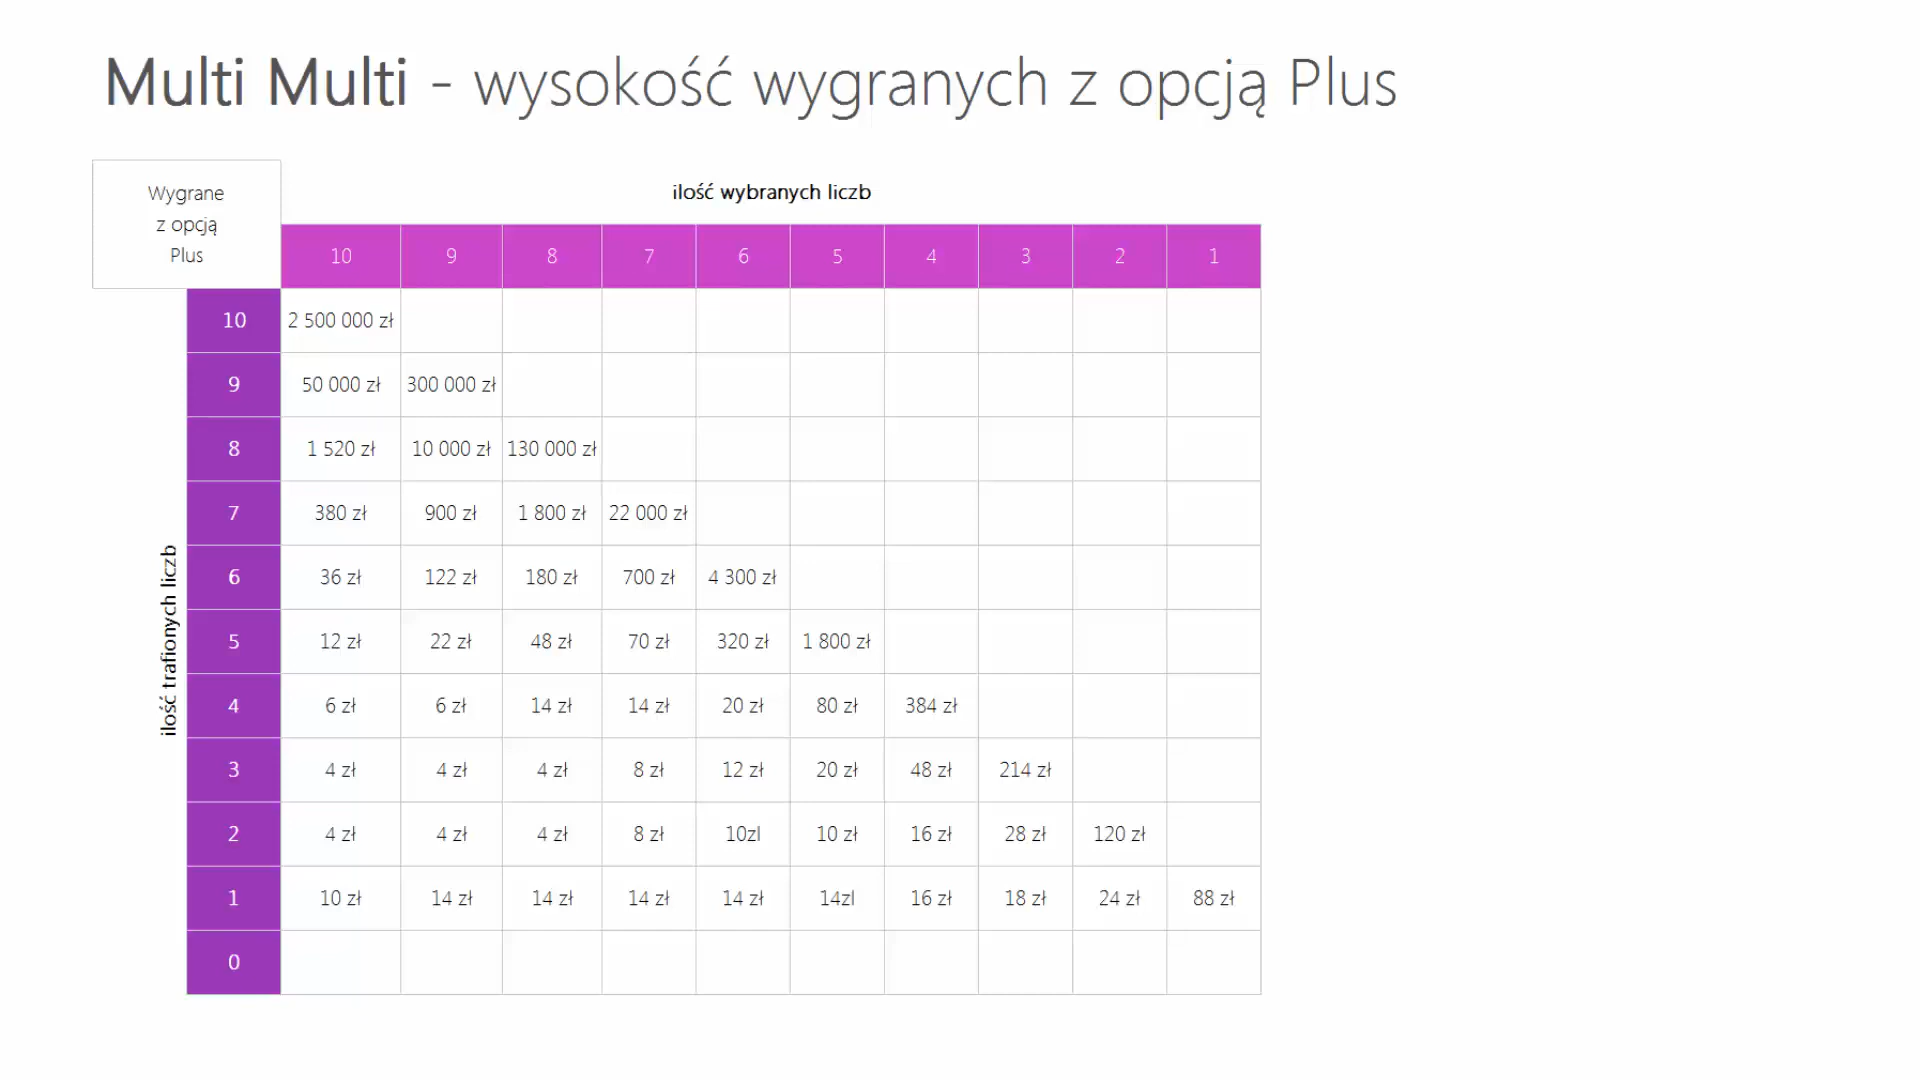 Multi Multi - wysokość wygranych z opcją Plus
Wygrane
z opcją
Plus
ilość wybranych liczb
10 9 8 7 6 5 4 3 2 1
ilość trafionych liczb
10 2 500 000 zł
9 50 000 zł 300 000 zł
8 1 520 zł 10 000 zł 130 000 zł
7 380 zł 900 zł 1 800 zł 22 000 zł
6 36 zł 122 zł 180 zł 700 zł 4 300 zł
5 12 zł 22 zł 48 zł 70 zł 320 zł 1 800 zł
4 6 zł 6 zł 14 zł 14 zł 20 zł 80 zł 384 zł
3 4 zł 4 zł 4 zł 8 zł 12 zł 20 zł 48 zł 214 zł
2 4 zł 4 zł 4 zł 8 zł 10zl 10 zł 16 zł 28 zł 120 zł
1 10 zł 14 zł 14 zł 14 zł 14 zł 14zl 16 zł 18 zł 24 zł 88 zł
0